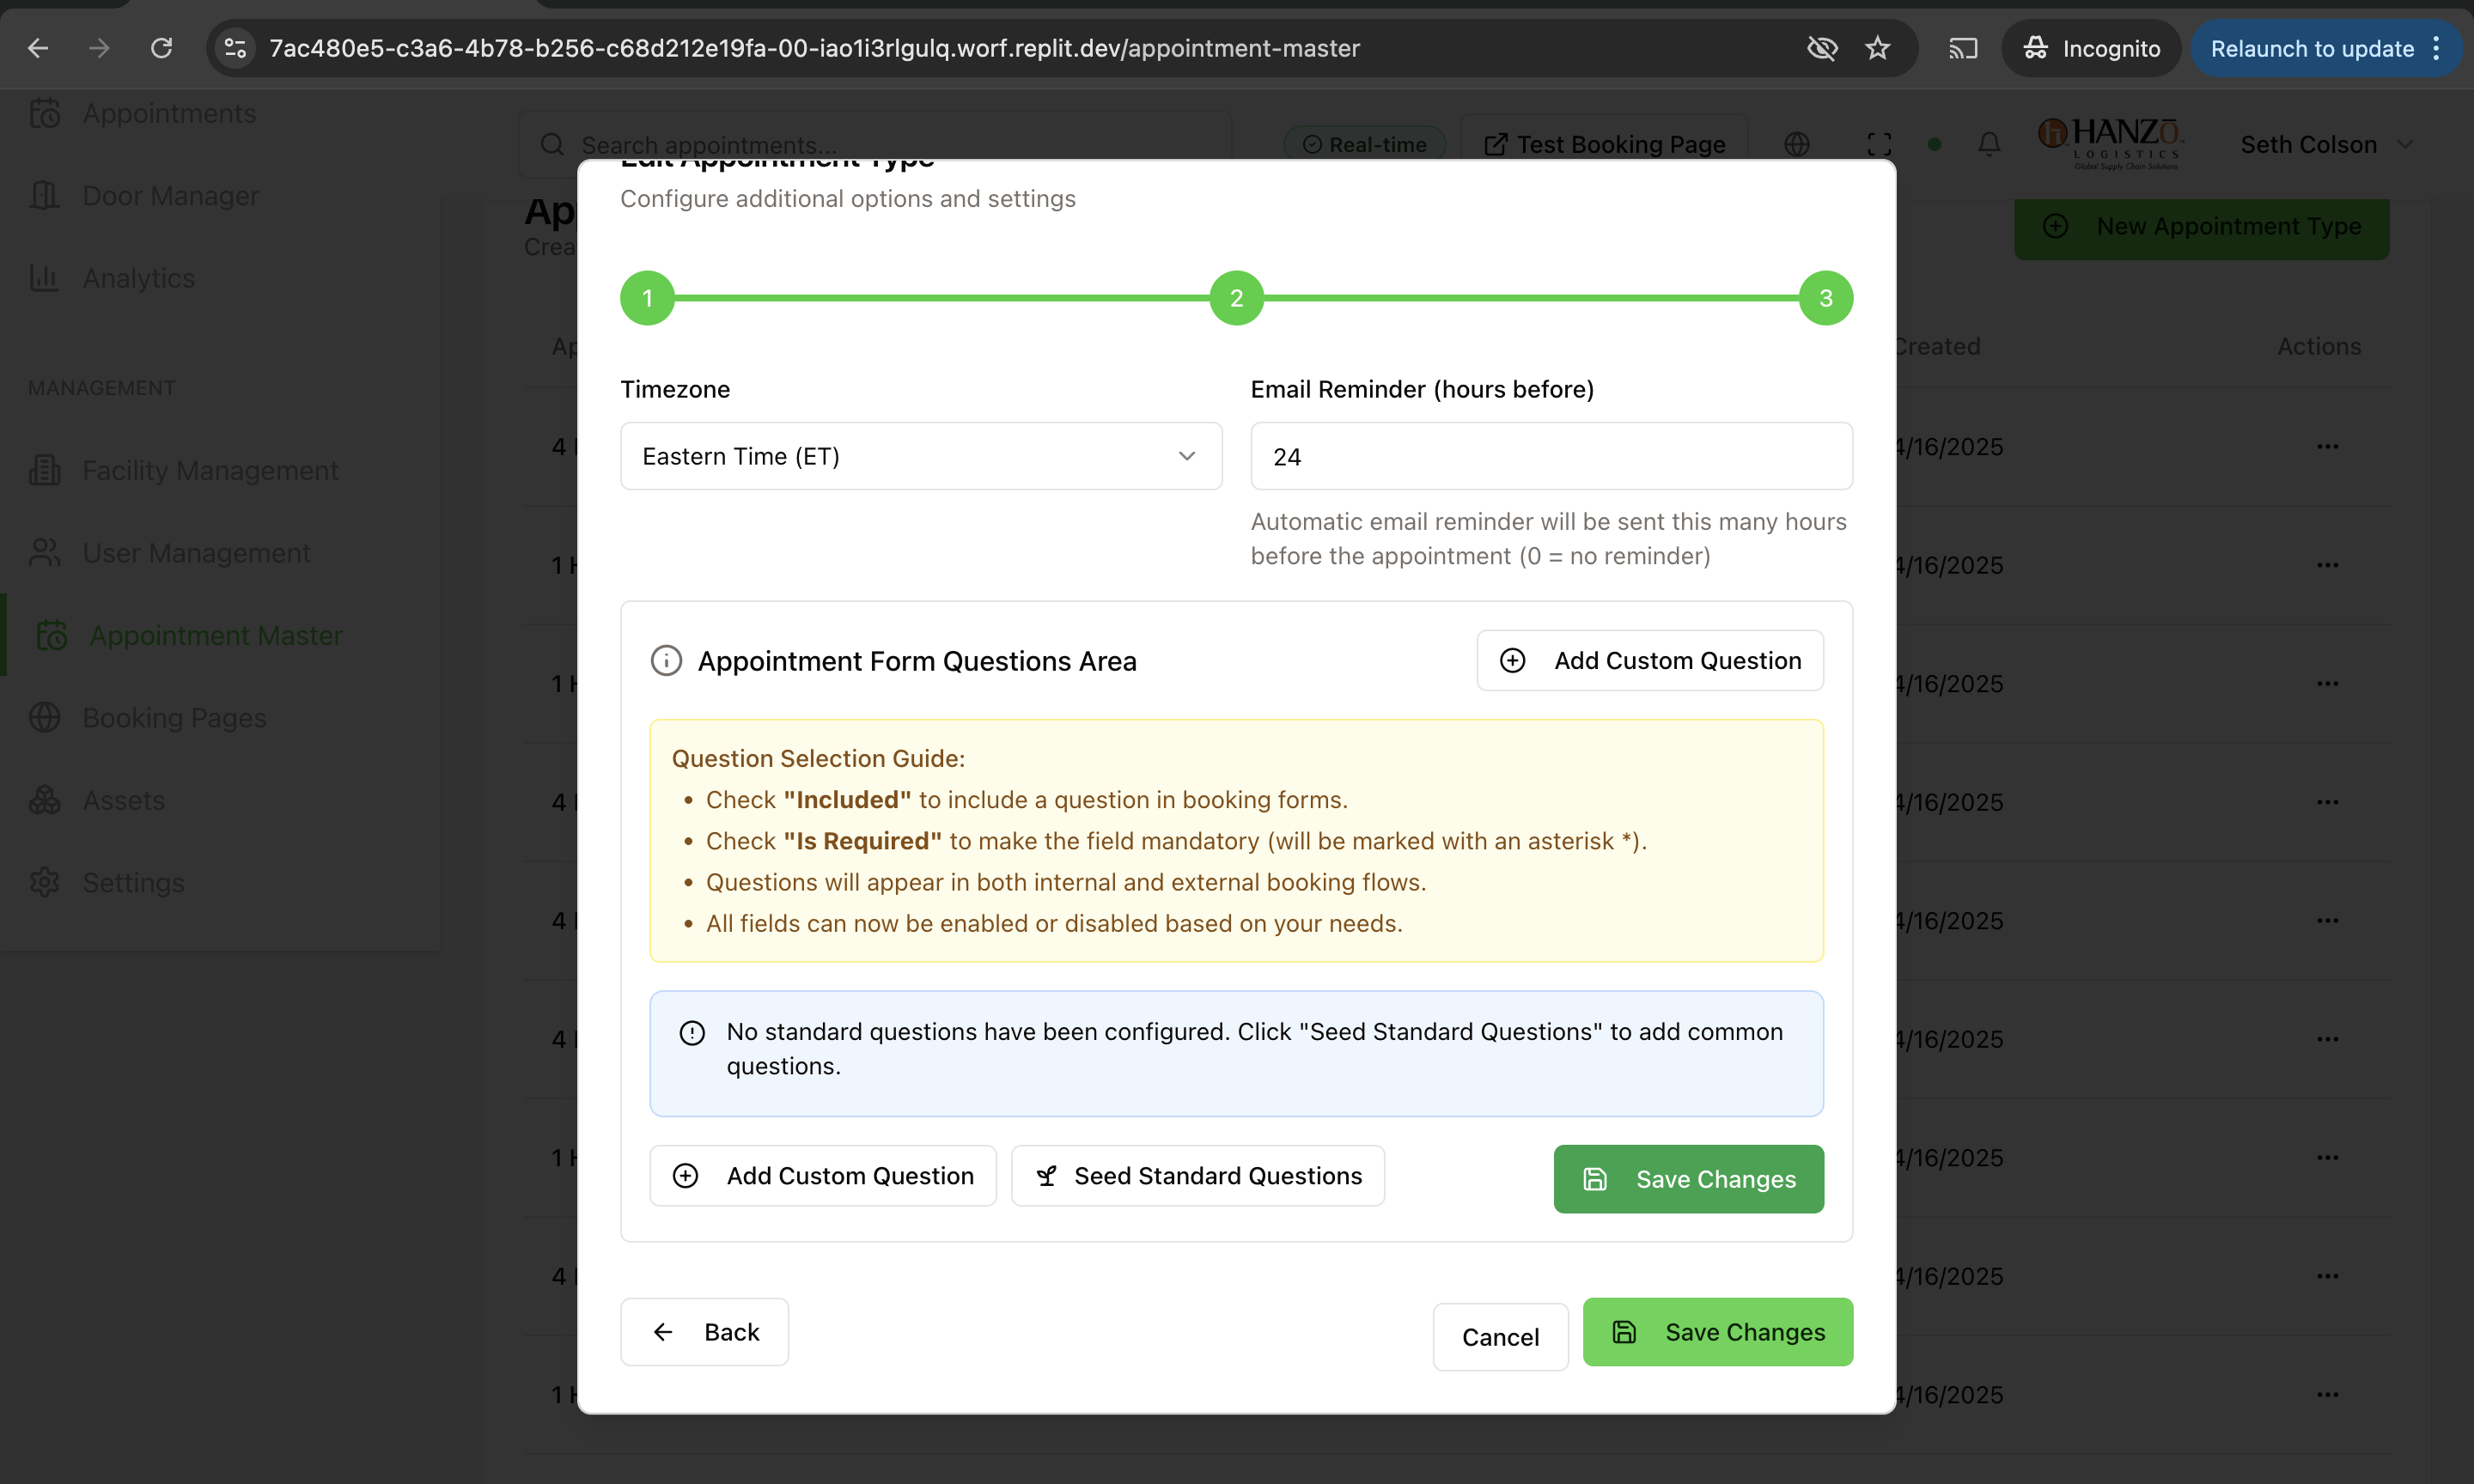 7ac480e5-c3a6-4b78-b256-c68d212e19fa-00-iao1i3rlgulq.worf.replit.dev/appointment-master
Incognito
Relaunch to update
Appointments
Door Manager
Analytics
MANAGEMENT
Facility Management
User Management
Appointment Master
Booking Pages
Assets
Settings
Search appointments...
Real-time
Test Booking Page
HANZŌ
LOGISTICS
Global Supply Chain Solutions
Seth Colson
New Appointment Type
Created
Actions
Edit Appointment Type
Configure additional options and settings
1
2
3
Timezone
Eastern Time (ET)
Email Reminder (hours before)
24
Automatic email reminder will be sent this many hours
before the appointment (0 = no reminder)
Appointment Form Questions Area
Add Custom Question
Question Selection Guide:
• Check "Included" to include a question in booking forms.
• Check "Is Required" to make the field mandatory (will be marked with an asterisk *).
• Questions will appear in both internal and external booking flows.
• All fields can now be enabled or disabled based on your needs.
No standard questions have been configured. Click "Seed Standard Questions" to add common
questions.
Add Custom Question
Seed Standard Questions
Save Changes
Back
Cancel
Save Changes
4/16/2025
4/16/2025
4/16/2025
4/16/2025
4/16/2025
4/16/2025
4/16/2025
4/16/2025
4/16/2025